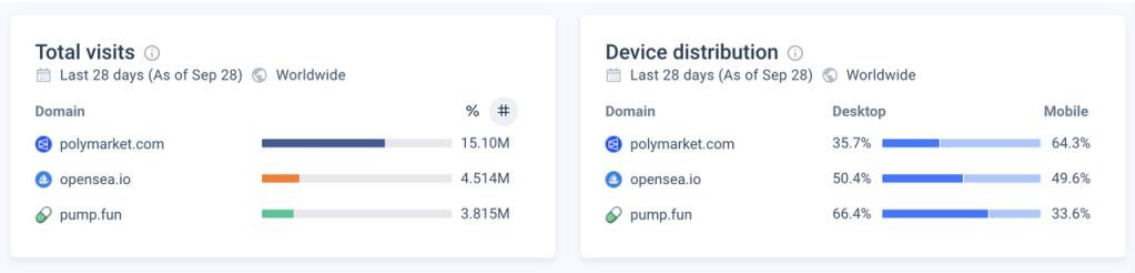 Total visits
Last 28 days (As of Sep 28) Worldwide
Domain % #
polymarket.com 15.10M
opensea.io 4.514M
pump.fun 3.815M
Device distribution
Last 28 days (As of Sep 28) Worldwide
Domain Desktop Mobile
polymarket.com 35.7% 64.3%
opensea.io 50.4% 49.6%
pump.fun 66.4% 33.6%